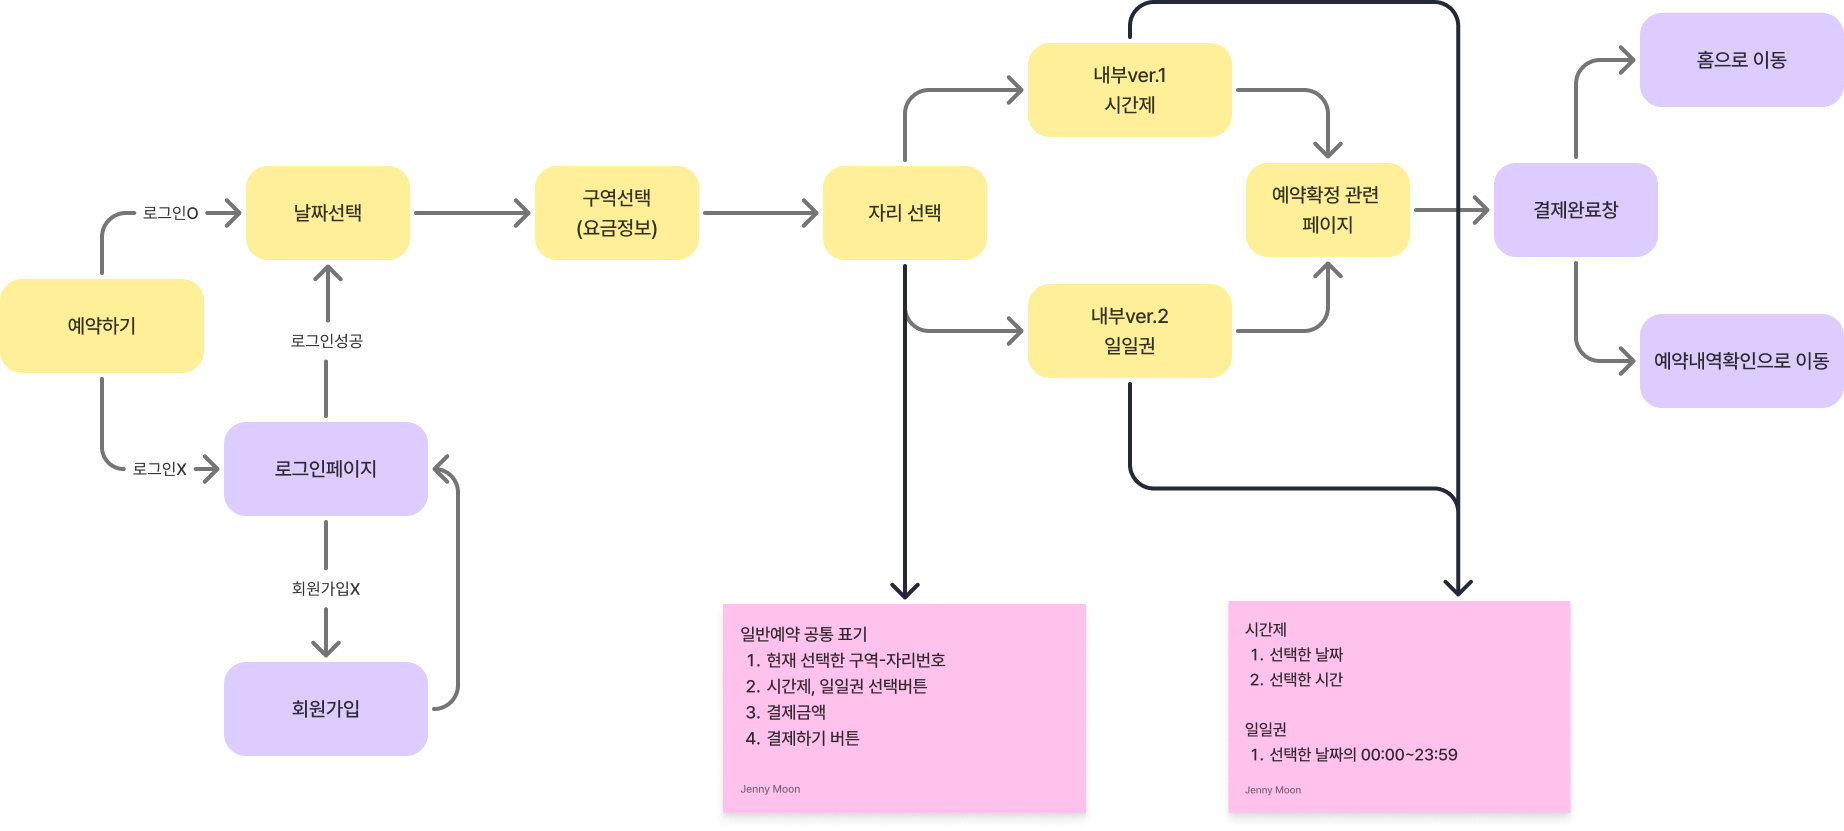 예약하기
로그인O
로그인X
날짜선택
로그인성공
로그인페이지
회원가입X
회원가입
구역선택
(요금정보)
자리 선택
내부ver.1
시간제
내부ver.2
일일권
예약확정 관련
페이지
결제완료창
홈으로 이동
예약내역확인으로 이동
일반예약 공통 표기
1. 현재 선택한 구역-자리번호
2. 시간제, 일일권 선택버튼
3. 결제금액
4. 결제하기 버튼
Jenny Moon
시간제
1. 선택한 날짜
2. 선택한 시간
일일권
1. 선택한 날짜의 00:00~23:59
Jenny Moon